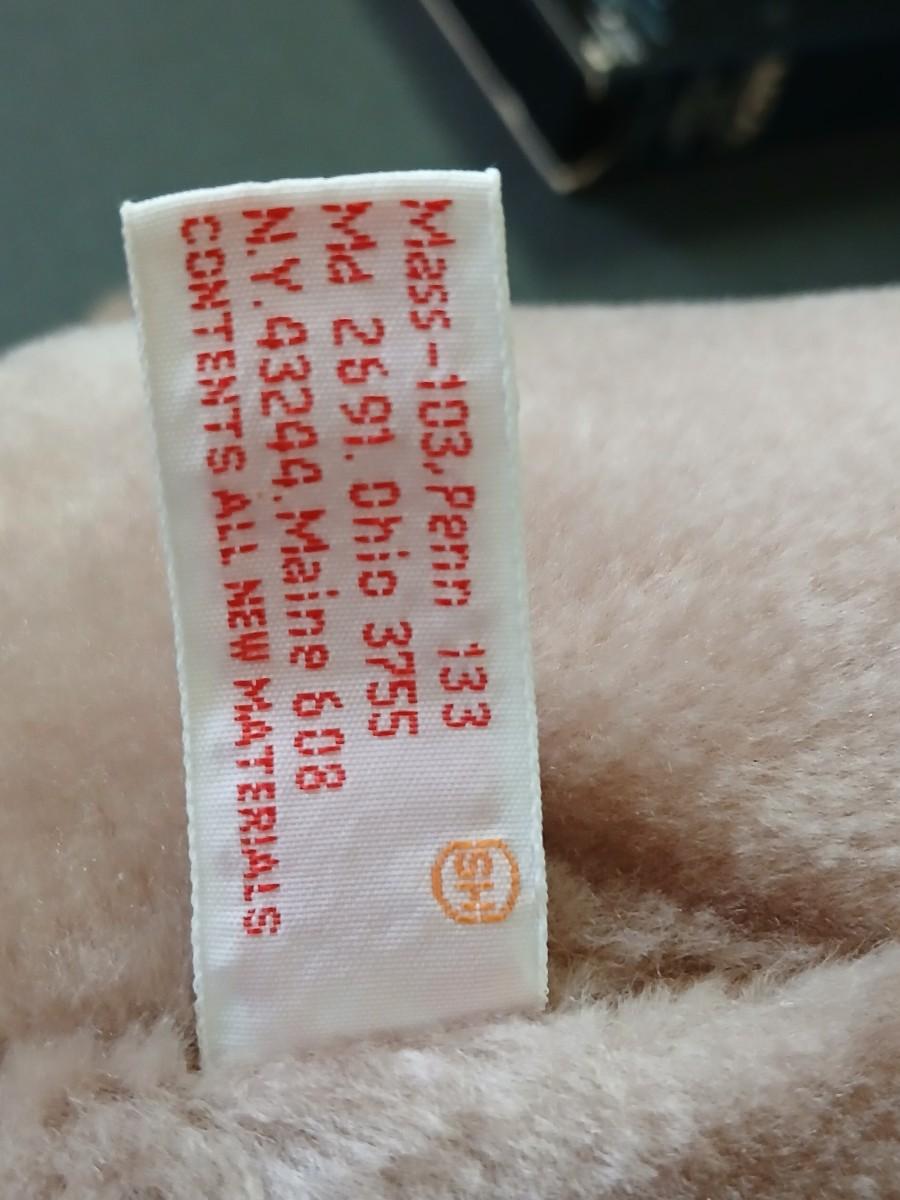 Mass-103.Penn 133
Md 2691. Ohio 3755
N.Y.43244.Maine 608
CONTENTS ALL NEW MATERIALS
SH